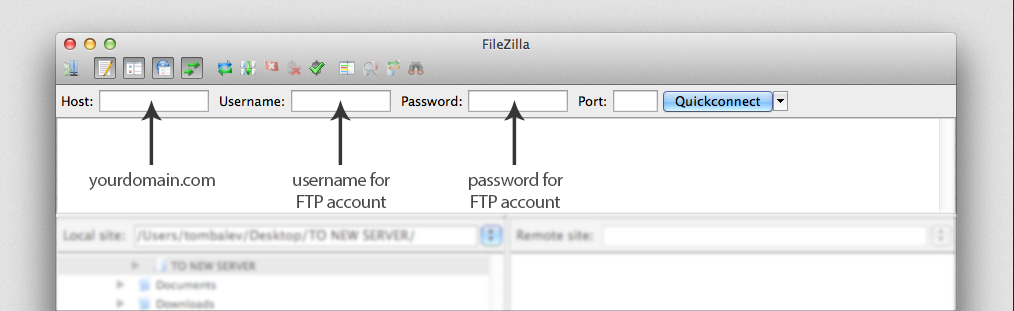 FileZilla
Host: Username: Password: Port: Quickconnect
yourdomain.com
username for
FTP account
password for
FTP account
Local site: /Users/tombalev/Desktop/TO NEW SERVER/ Remote site:
TO NEW SERVER
Documents
Downloads